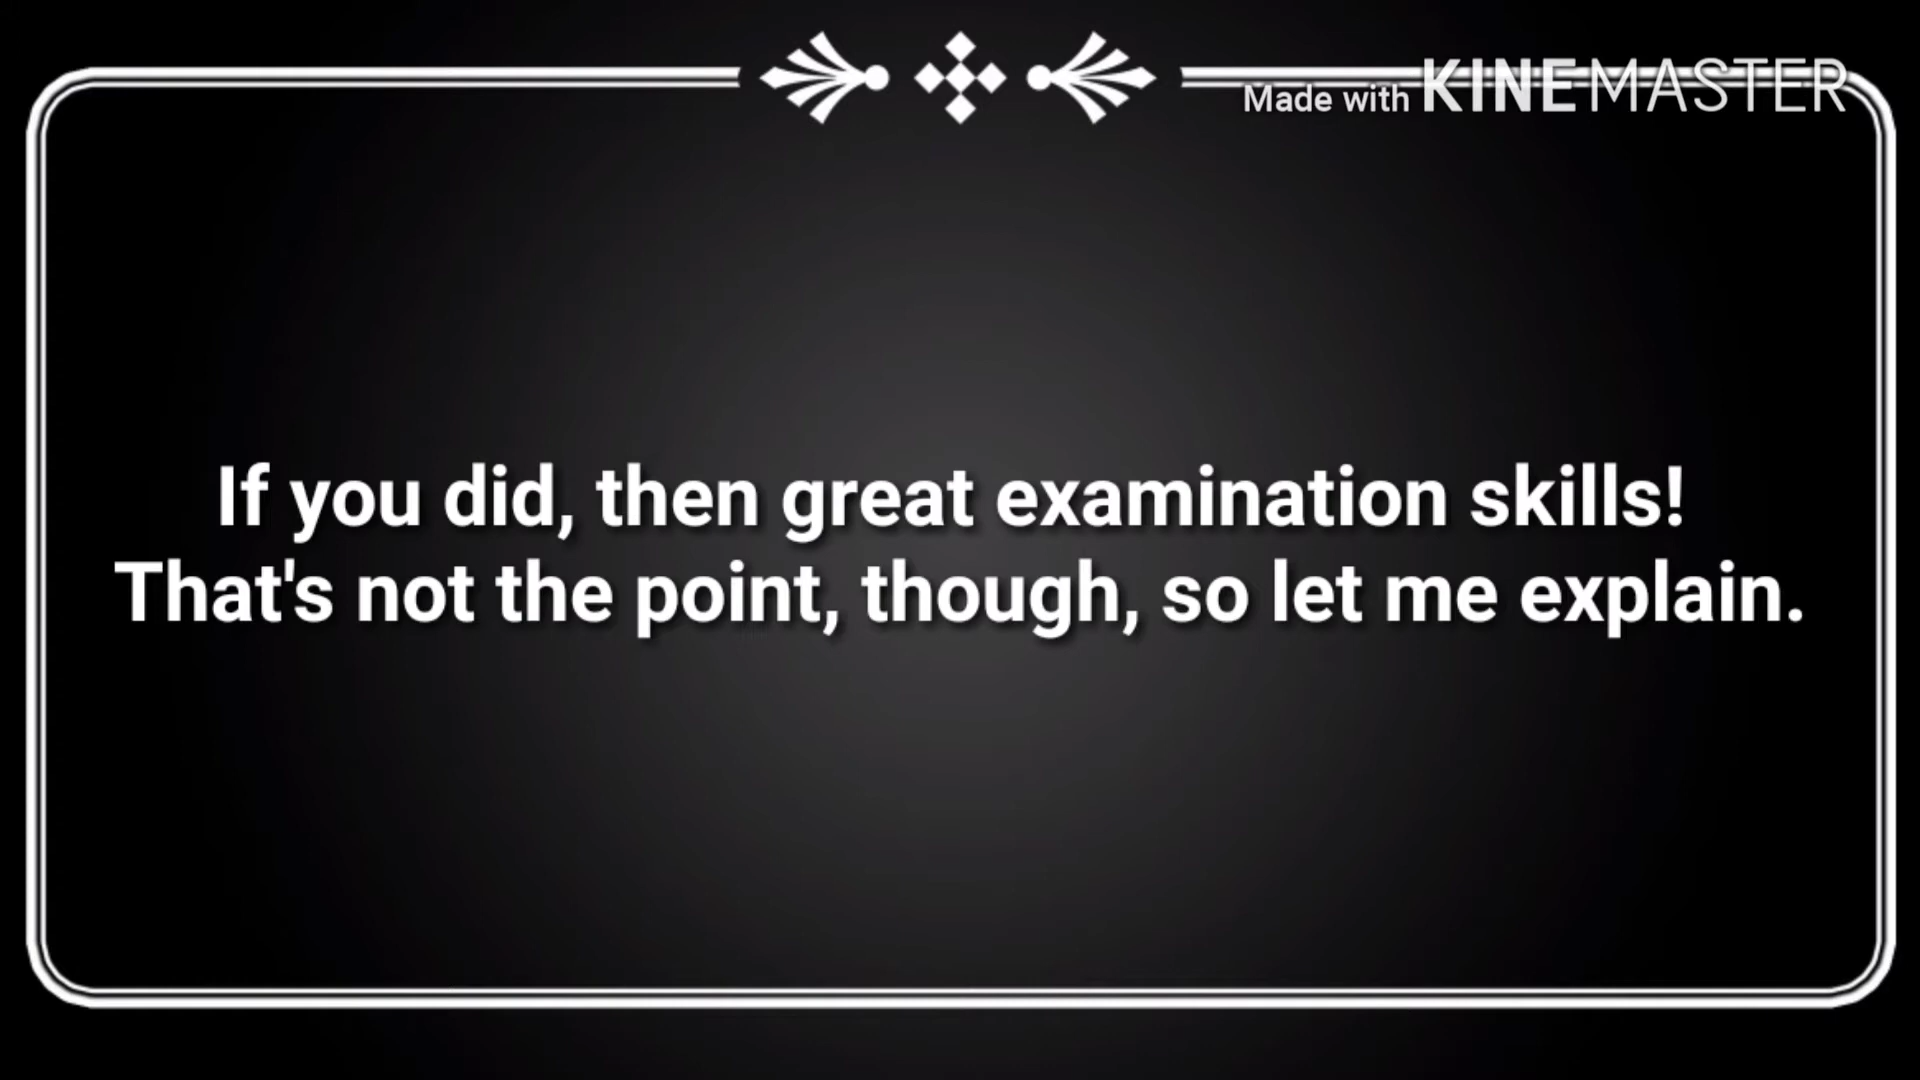 Made with KINEMASTER
If you did, then great examination skills!
That's not the point, though, so let me explain.